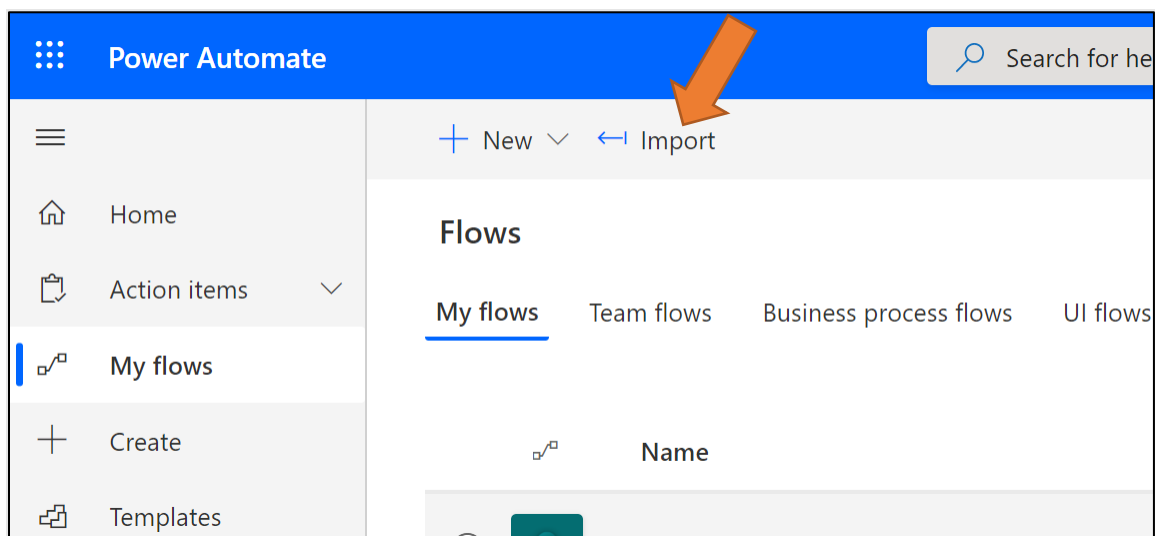 Power Automate
Search for he
New
Import
Home
Flows
Action items
My flows
Team flows
Business process flows
UI flows
My flows
Create
Name
Templates